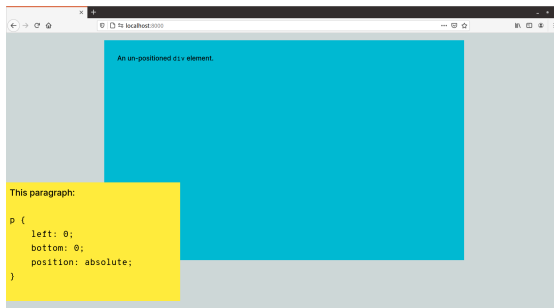 localhost:8000
An un-positioned div element.
This paragraph:
p {
    left: 0;
    bottom: 0;
    position: absolute;
}